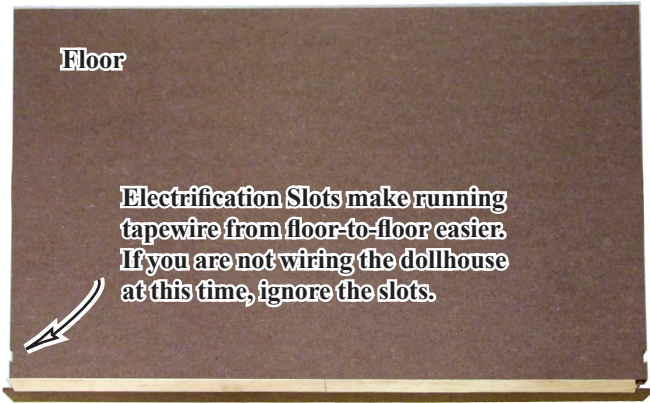 Floor
Electrification Slots make running
tapewire from floor-to-floor easier.
If you are not wiring the dollhouse
at this time, ignore the slots.